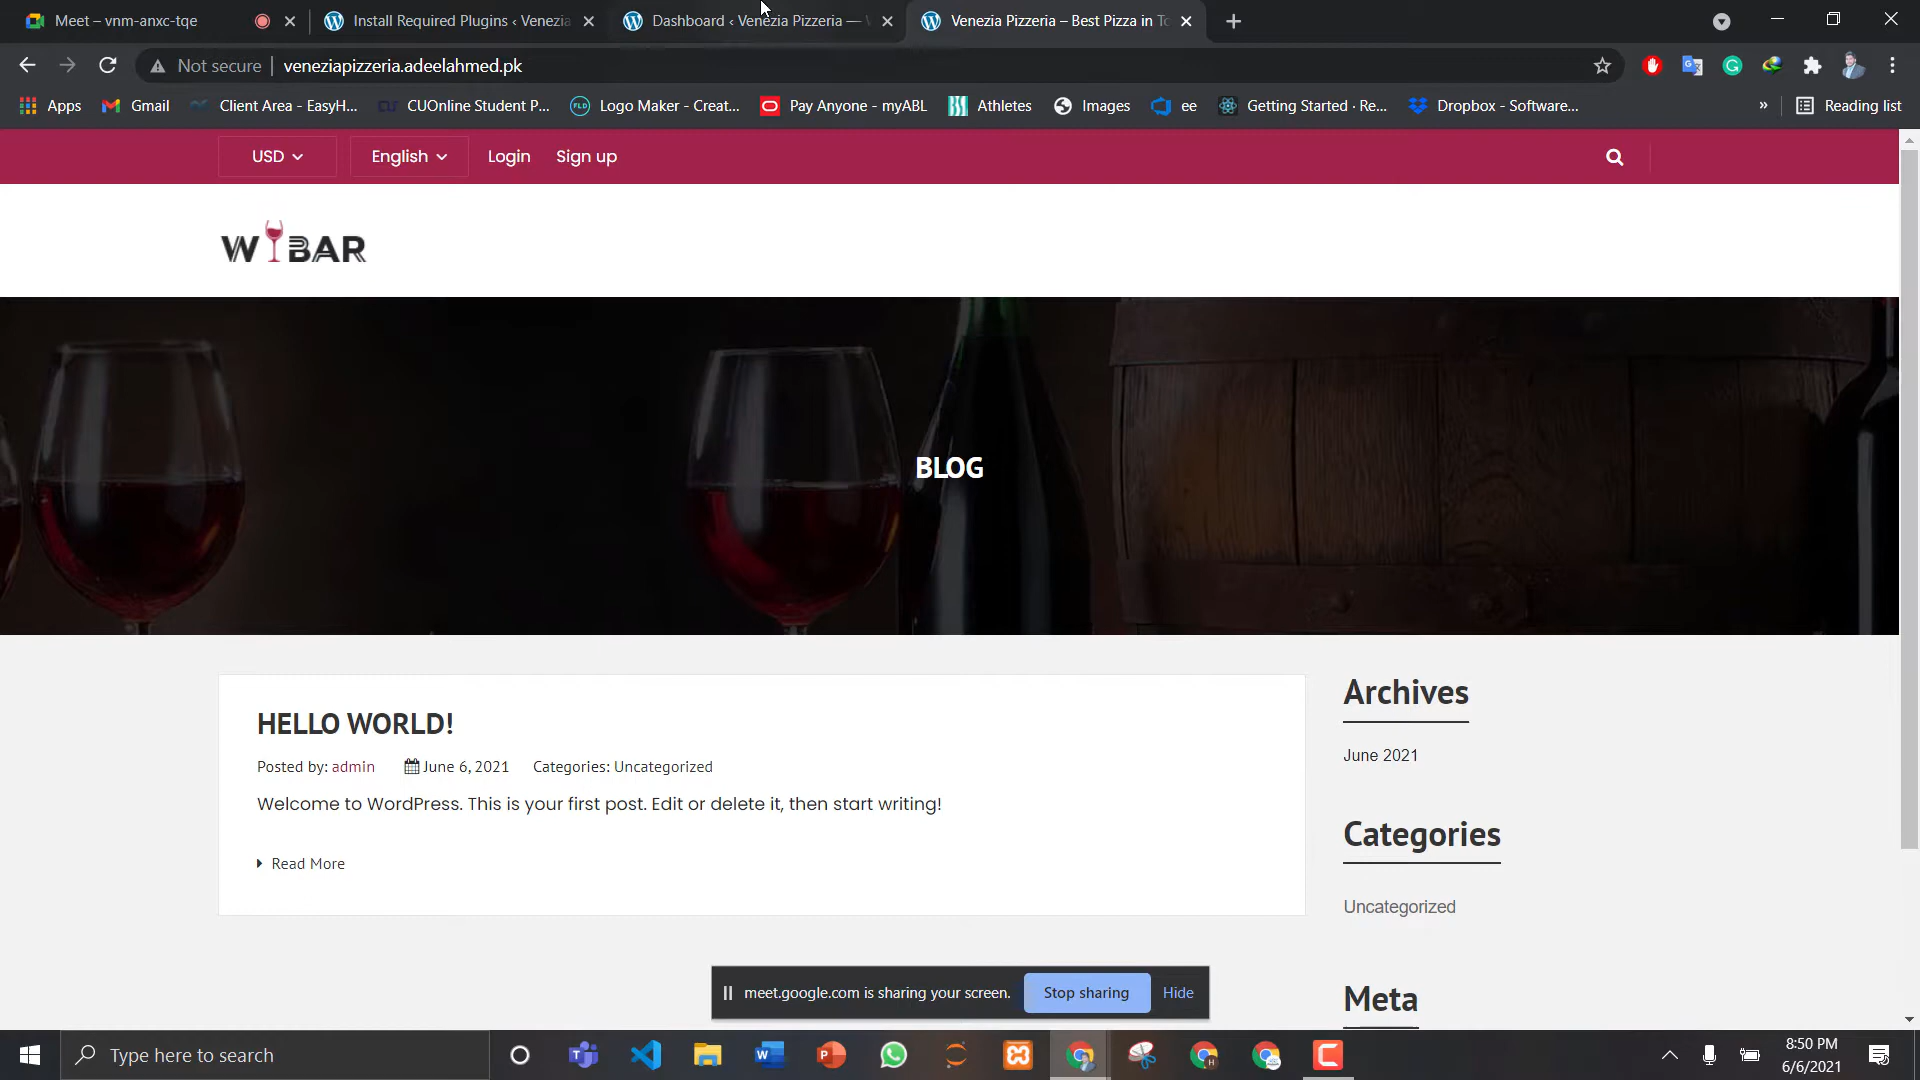 Meet – vnm-anxc-tqe
Install Required Plugins ‹ Venezia
Dashboard ‹ Venezia Pizzeria —
Venezia Pizzeria – Best Pizza in To
Not secure
veneziapizzeria.adeelahmed.pk
Apps
Gmail
Client Area - EasyH...
CUOnline Student P...
Logo Maker - Creat...
Pay Anyone - myABL
Athletes
Images
ee
Getting Started · Re...
Dropbox - Software...
»
Reading list
USD
English
Login
Sign up
W BAR
BLOG
HELLO WORLD!
Posted by: admin June 6, 2021 Categories: Uncategorized
Welcome to WordPress. This is your first post. Edit or delete it, then start writing!
Read More
Archives
June 2021
Categories
Uncategorized
Meta
meet.google.com is sharing your screen.
Stop sharing
Hide
Type here to search
8:50 PM
6/6/2021